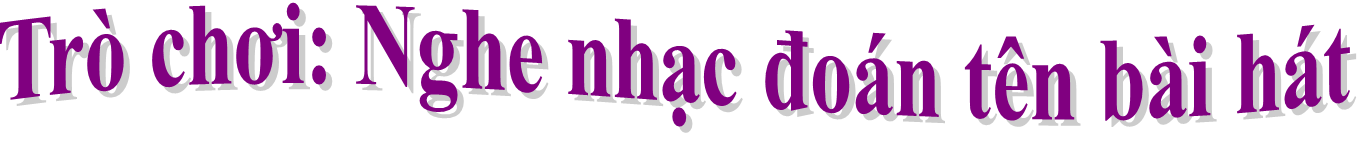 Trò chơi: Nghe nhạc đoán tên bài hát